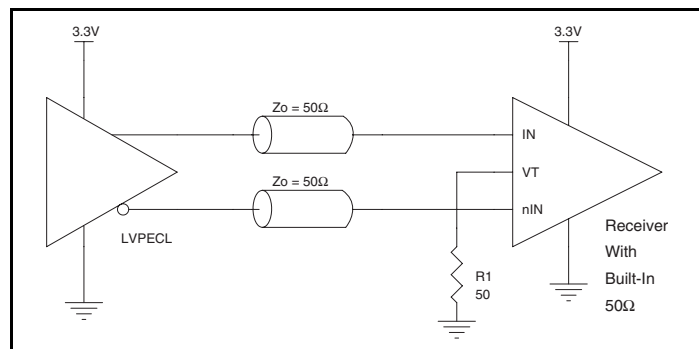 3.3V
3.3V
Zo = 50Ω
IN
VT
Zo = 50Ω
nIN
LVPECL
R1
50
Receiver
With
Built-In
50Ω